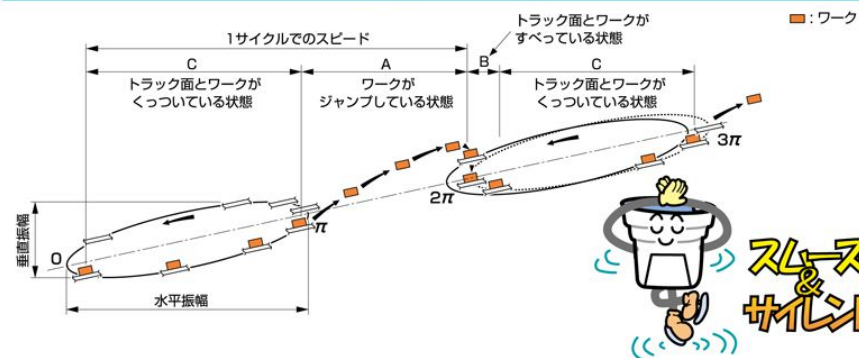 トラック面とワークが
すべっている状態
:ワーク
1サイクルでのスピード
C
A
B
C
トラック面とワークが
くっついている状態
ワークが
ジャンプしている状態
トラック面とワークが
くっついている状態
3π
2π
π
0
垂直振幅
水平振幅
スムーズ
&
サイレント